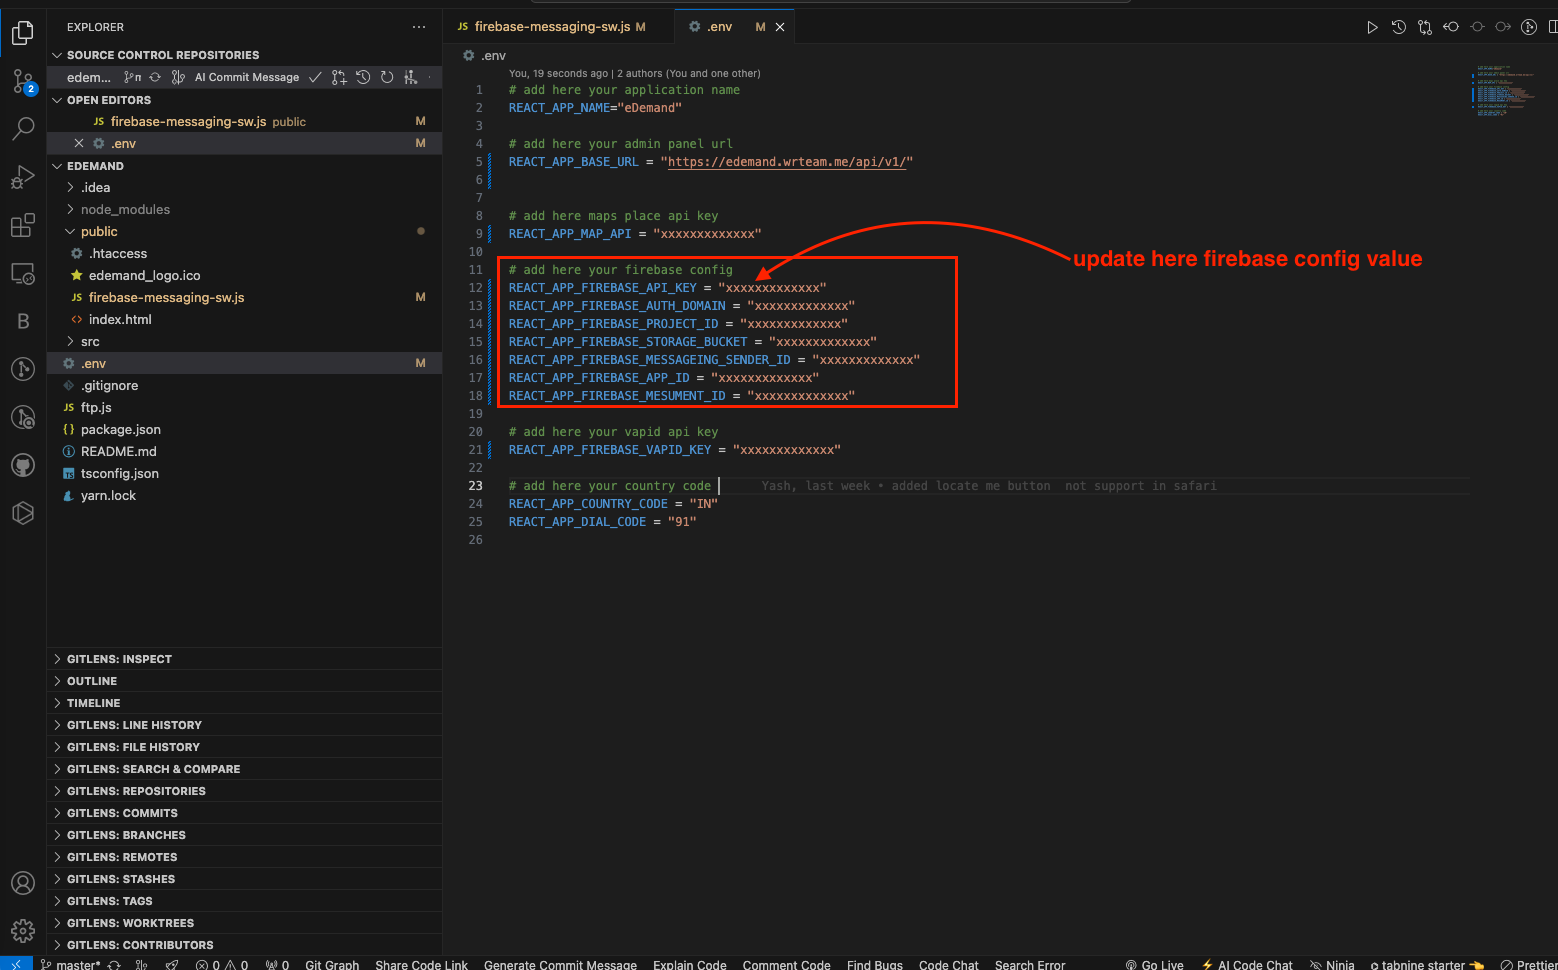 EXPLORER
SOURCE CONTROL REPOSITORIES
edem... AI Commit Message
OPEN EDITORS
JS firebase-messaging-sw.js public M
.env M
EDEMAND
.idea
node_modules
public
.htaccess
edemand_logo.ico
JS firebase-messaging-sw.js M
index.html
src
.env M
.gitignore
JS ftp.js
{} package.json
README.md
TS tsconfig.json
yarn.lock
GITLENS: INSPECT
OUTLINE
TIMELINE
GITLENS: LINE HISTORY
GITLENS: FILE HISTORY
GITLENS: SEARCH & COMPARE
GITLENS: REPOSITORIES
GITLENS: COMMITS
GITLENS: BRANCHES
GITLENS: REMOTES
GITLENS: STASHES
GITLENS: TAGS
GITLENS: WORKTREES
GITLENS: CONTRIBUTORS
2
B
JS firebase-messaging-sw.js M .env M
.env
You, 19 seconds ago | 2 authors (You and one other)
1 # add here your application name
2 REACT_APP_NAME="eDemand"
3
4 # add here your admin panel url
5 REACT_APP_BASE_URL = "https://edemand.wrteam.me/api/v1/"
6
7
8 # add here maps place api key
9 REACT_APP_MAP_API = "xxxxxxxxxxxxx"
10
11 # add here your firebase config
12 REACT_APP_FIREBASE_API_KEY = "xxxxxxxxxxxxx"
13 REACT_APP_FIREBASE_AUTH_DOMAIN = "xxxxxxxxxxxxx"
14 REACT_APP_FIREBASE_PROJECT_ID = "xxxxxxxxxxxxx"
15 REACT_APP_FIREBASE_STORAGE_BUCKET = "xxxxxxxxxxxxx"
16 REACT_APP_FIREBASE_MESSAGEING_SENDER_ID = "xxxxxxxxxxxxx"
17 REACT_APP_FIREBASE_APP_ID = "xxxxxxxxxxxxx"
18 REACT_APP_FIREBASE_MESUMENT_ID = "xxxxxxxxxxxxx"
19
20 # add here your vapid api key
21 REACT_APP_FIREBASE_VAPID_KEY = "xxxxxxxxxxxxx"
22
23 # add here your country code Yash, last week • added locate me button not support in safari
24 REACT_APP_COUNTRY_CODE = "IN"
25 REACT_APP_DIAL_CODE = "91"
26
update here firebase config value
master* 0 0 0 Git Graph Share Code Link Generate Commit Message Explain Code Comment Code Find Bugs Code Chat Search Error Go Live AI Code Chat Ninja tabnine starter Prettier